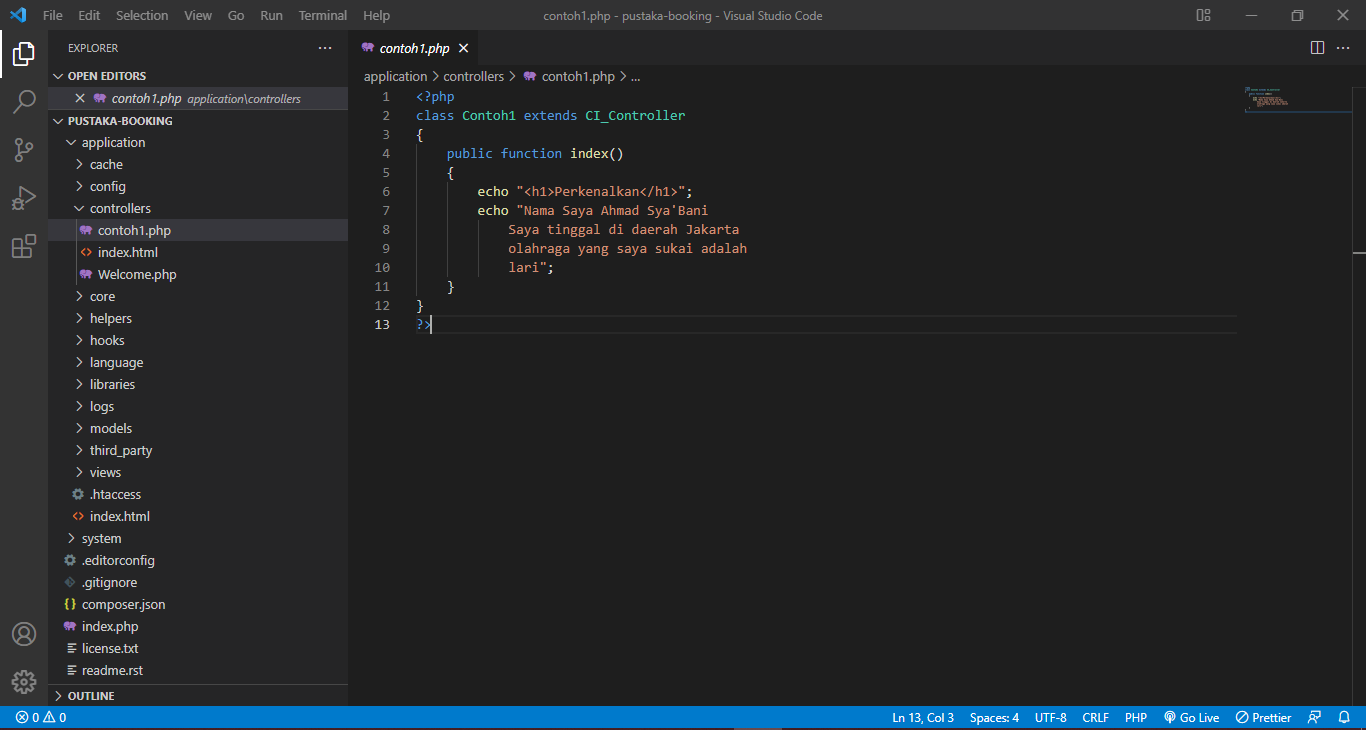 File Edit Selection View Go Run Terminal Help contoh1.php - pustaka-booking - Visual Studio Code
EXPLORER
OPEN EDITORS
contoh1.php application\controllers
PUSTAKA-BOOKING
application
cache
config
controllers
contoh1.php
index.html
Welcome.php
core
helpers
hooks
language
libraries
logs
models
third_party
views
.htaccess
index.html
system
.editorconfig
.gitignore
composer.json
index.php
license.txt
readme.rst
OUTLINE
contoh1.php
application > controllers > contoh1.php > ...
1 <?php
2 class Contoh1 extends CI_Controller
3 {
4 public function index()
5 {
6 echo "<h1>Perkenalkan</h1>";
7 echo "Nama Saya Ahmad Sya'Bani
8 Saya tinggal di daerah Jakarta
9 olahraga yang saya sukai adalah
10 lari";
11 }
12 }
13 ?>
0 0 Ln 13, Col 3 Spaces: 4 UTF-8 CRLF PHP Go Live Prettier